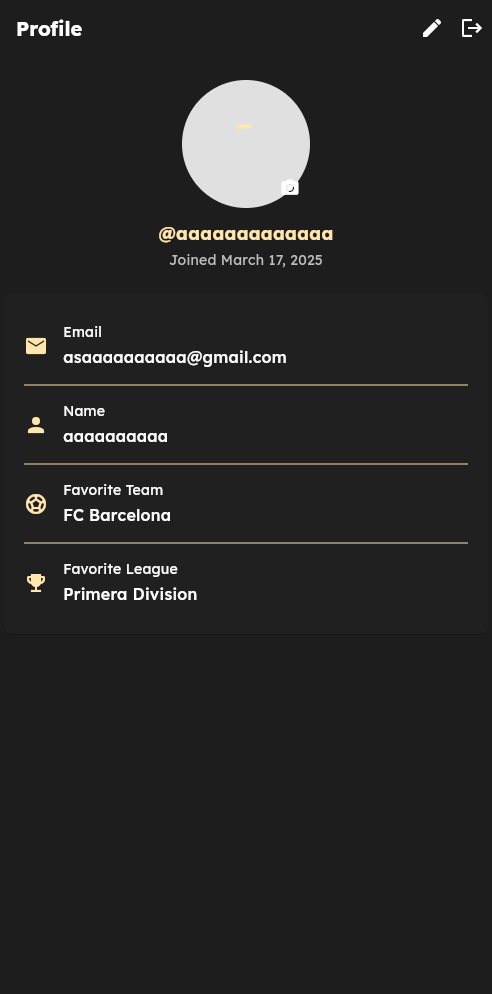 Profile
@aaaaaaaaaaaaa
Joined March 17, 2025
Email
asaaaaaaaaaa@gmail.com
Name
aaaaaaaaaa
Favorite Team
FC Barcelona
Favorite League
Primera Division